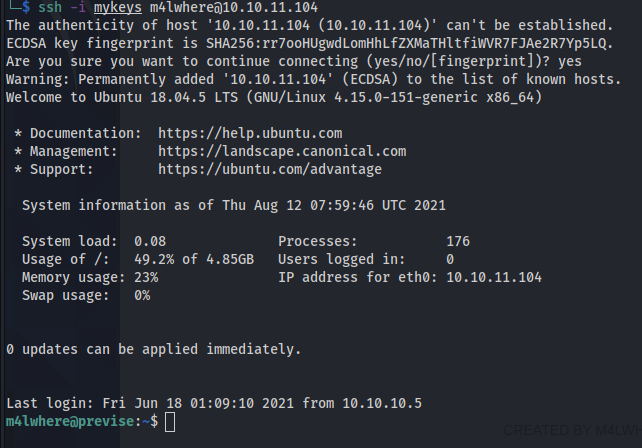 └─$ ssh -i mykeys m4lwhere@10.10.11.104
The authenticity of host '10.10.11.104 (10.10.11.104)' can't be established.
ECDSA key fingerprint is SHA256:rr7ooHUgwdLomHhLfZXMaTHltfiWVR7FJAe2R7Yp5LQ.
Are you sure you want to continue connecting (yes/no/[fingerprint])? yes
Warning: Permanently added '10.10.11.104' (ECDSA) to the list of known hosts.
Welcome to Ubuntu 18.04.5 LTS (GNU/Linux 4.15.0-151-generic x86_64)
* Documentation: https://help.ubuntu.com
* Management: https://landscape.canonical.com
* Support: https://ubuntu.com/advantage
System information as of Thu Aug 12 07:59:46 UTC 2021
System load: 0.08 Processes: 176
Usage of /: 49.2% of 4.85GB Users logged in: 0
Memory usage: 23% IP address for eth0: 10.10.11.104
Swap usage: 0%
0 updates can be applied immediately.
Last login: Fri Jun 18 01:09:10 2021 from 10.10.10.5
m4lwhere@previse:~$
CREATED BY M4LWH